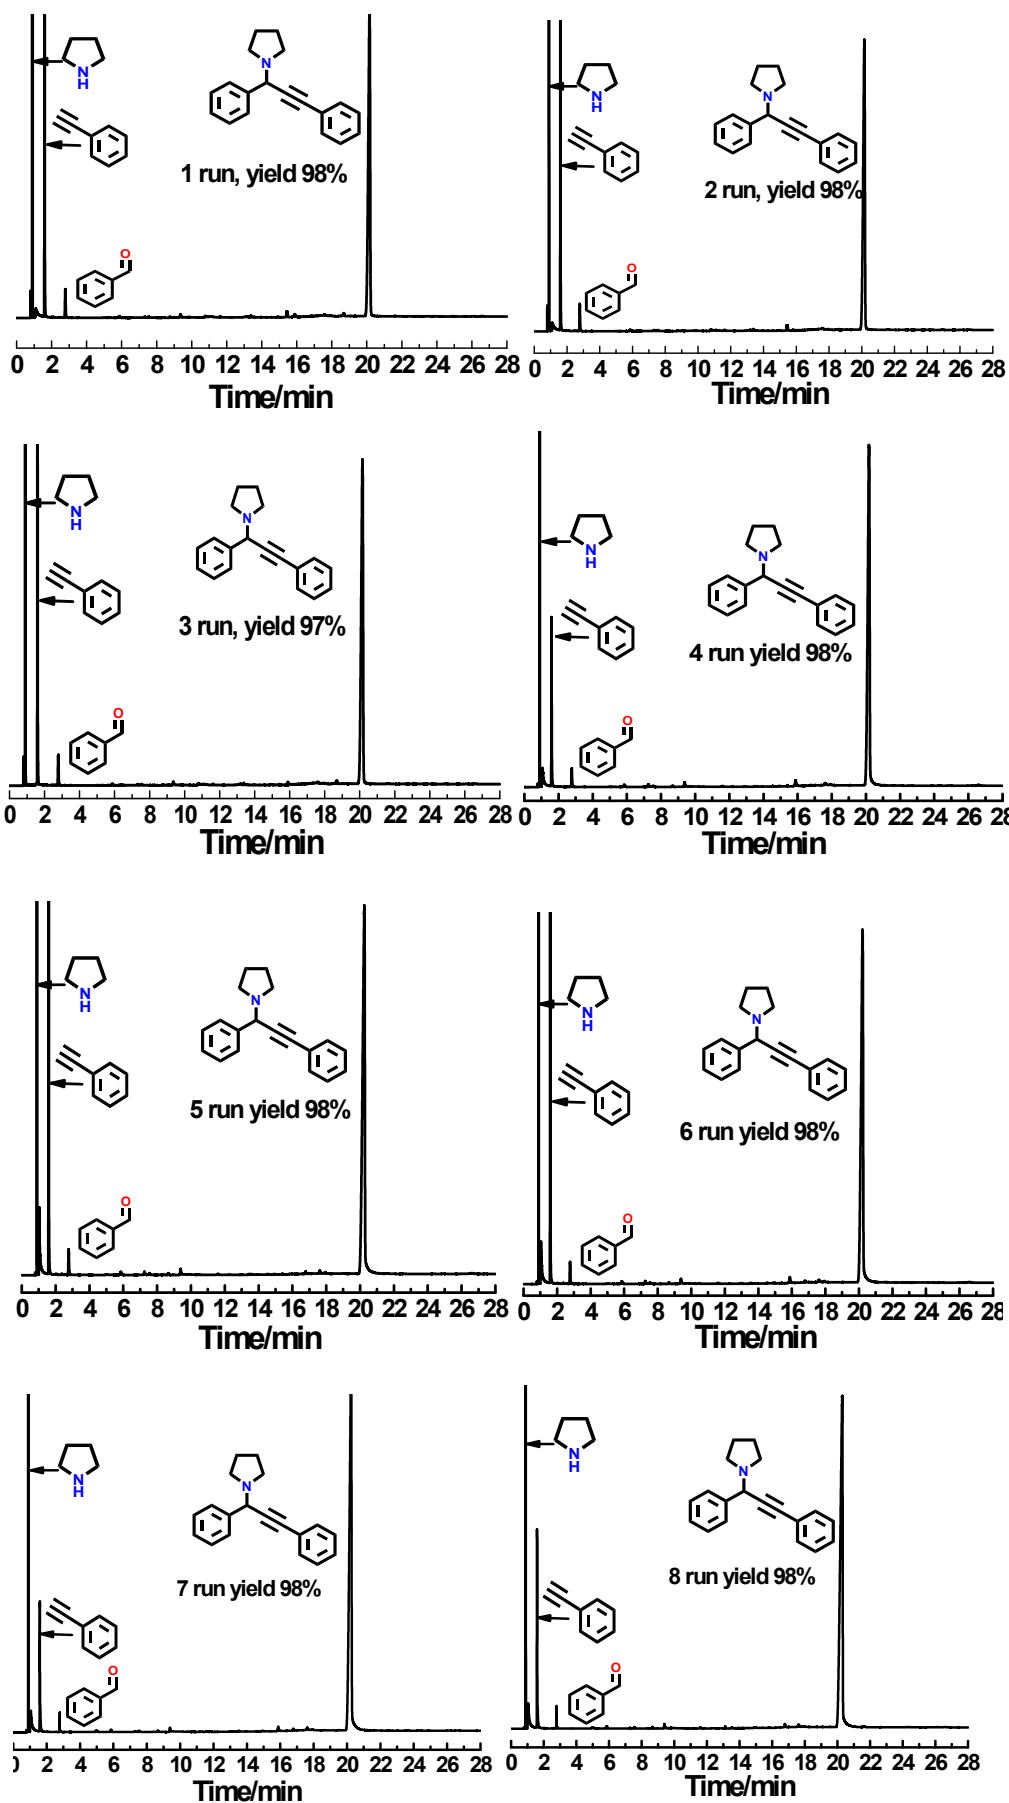 N
H
N
1 run, yield 98%
O
0 2 4 6 8 10 12 14 16 18 20 22 24 26 28
Time/min
N
H
N
2 run, yield 98%
O
0 2 4 6 8 10 12 14 16 18 20 22 24 26 28
Time/min
N
H
N
3 run, yield 97%
O
0 2 4 6 8 10 12 14 16 18 20 22 24 26 28
Time/min
N
H
N
4 run yield 98%
O
0 2 4 6 8 10 12 14 16 18 20 22 24 26 28
Time/min
N
H
N
5 run yield 98%
O
0 2 4 6 8 10 12 14 16 18 20 22 24 26 28
Time/min
N
H
N
6 run yield 98%
O
0 2 4 6 8 10 12 14 16 18 20 22 24 26 28
Time/min
N
H
N
7 run yield 98%
O
0 2 4 6 8 10 12 14 16 18 20 22 24 26 28
Time/min
N
H
N
8 run yield 98%
O
0 2 4 6 8 10 12 14 16 18 20 22 24 26 28
Time/min